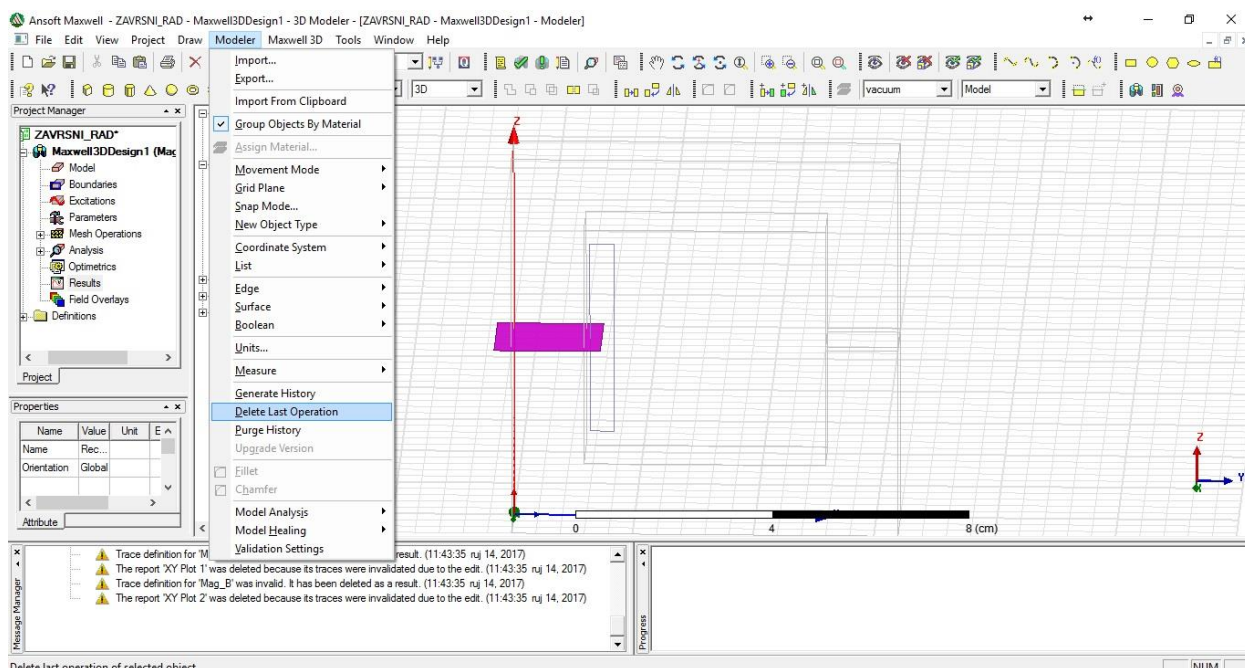 Ansoft Maxwell - ZAVRSNI_RAD - Maxwell3DDesign1 - 3D Modeler - [ZAVRSNI_RAD - Maxwell3DDesign1 - Modeler]
File Edit View Project Draw Modeler Maxwell 3D Tools Window Help
3D
vacuum
Model
Project Manager
ZAVRSNI_RAD*
Maxwell3DDesign1 (Mag
Model
Boundaries
Excitations
Parameters
Mesh Operations
Analysis
Optimetrics
Results
Field Overlays
Definitions
Project
Properties
Name Value Unit E
Name Rec...
Orientation Global
Attribute
Import...
Export...
Import From Clipboard
Group Objects By Material
Assign Material...
Movement Mode
Grid Plane
Snap Mode...
New Object Type
Coordinate System
List
Edge
Surface
Boolean
Units...
Measure
Generate History
Delete Last Operation
Purge History
Upgrade Version
Fillet
Chamfer
Model Analysis
Model Healing
Validation Settings
Z
Z
Y
0 4 8 (cm)
Message Manager
Trace definition for 'M result. (11:43:35 ruj 14, 2017)
The report 'XY Plot 1' was deleted because its traces were invalidated due to the edit. (11:43:35 ruj 14, 2017)
Trace definition for 'Mag_B' was invalid. It has been deleted as a result. (11:43:35 ruj 14, 2017)
The report 'XY Plot 2' was deleted because its traces were invalidated due to the edit. (11:43:35 ruj 14, 2017)
Progress
Delete last operation of selected object
NUM